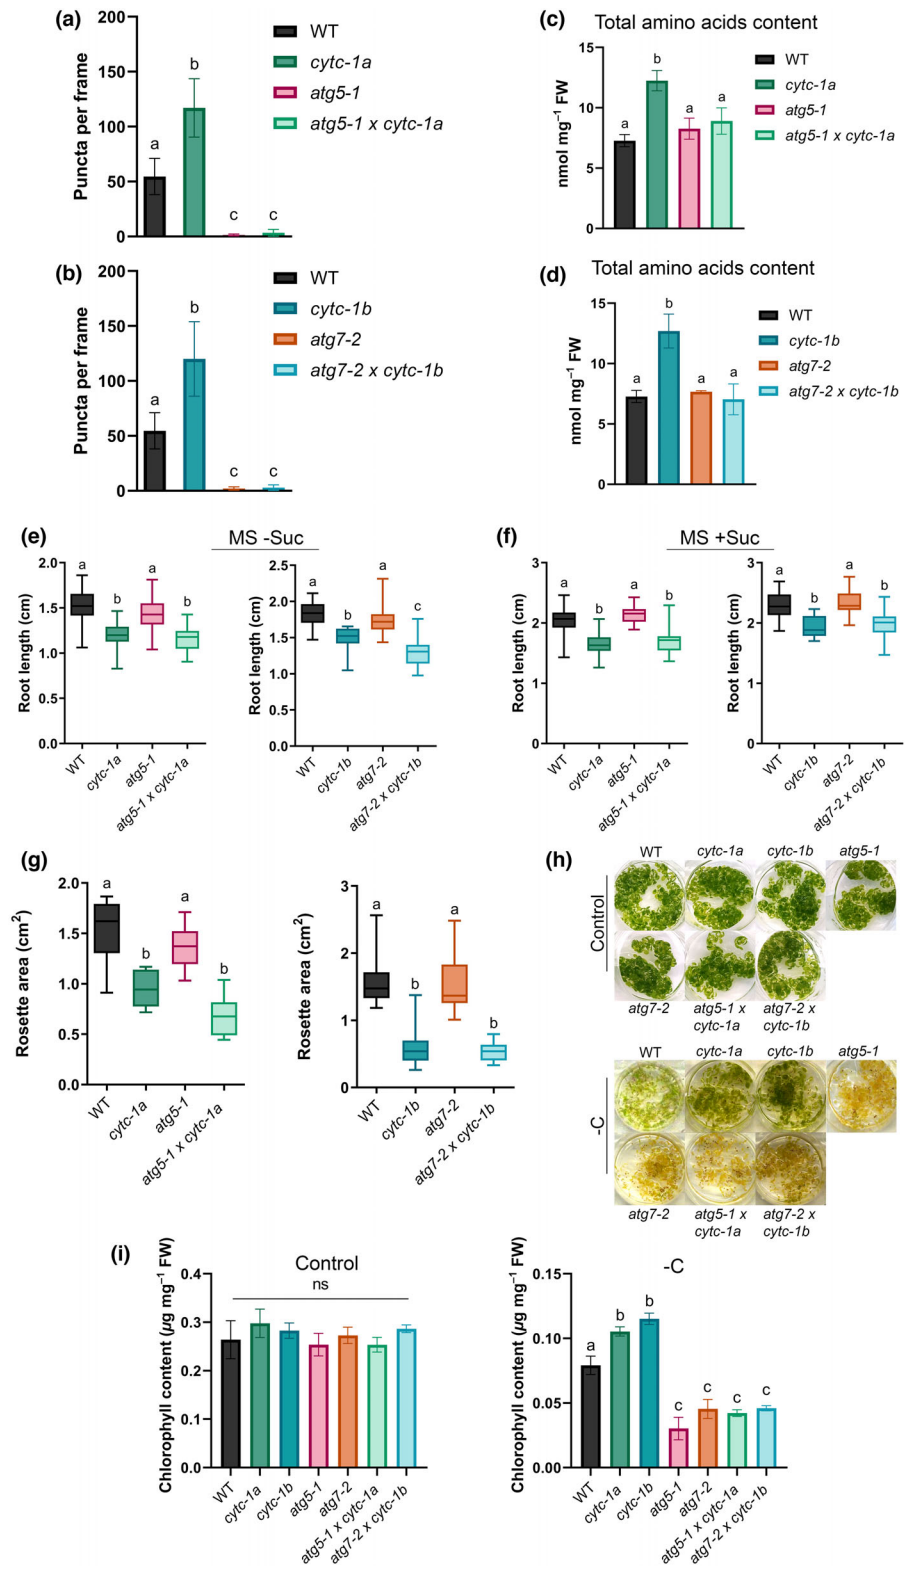 (a)
200
150
100
50
0
Puncta per frame
a
b
c
c
WT
cytc-1a
atg5-1
atg5-1 x cytc-1a
(b)
200
150
100
50
0
Puncta per frame
a
b
c
c
WT
cytc-1b
atg7-2
atg7-2 x cytc-1b
(c)
Total amino acids content
15
10
5
0
nmol mg⁻¹ FW
a
b
a
a
WT
cytc-1a
atg5-1
atg5-1 x cytc-1a
(d)
Total amino acids content
15
10
5
0
nmol mg⁻¹ FW
a
b
a
a
WT
cytc-1b
atg7-2
atg7-2 x cytc-1b
(e)
MS -Suc
2.0
1.5
1.0
0.5
0.0
Root length (cm)
a
b
a
b
WT
cytc-1a
atg5-1
atg5-1 x cytc-1a
2.5
2.0
1.5
1.0
0.5
0.0
Root length (cm)
a
b
a
c
WT
cytc-1b
atg7-2
atg7-2 x cytc-1b
(f)
MS +Suc
3
2
1
0
Root length (cm)
a
b
a
b
WT
cytc-1a
atg5-1
atg5-1 x cytc-1a
3
2
1
0
Root length (cm)
a
b
a
b
WT
cytc-1b
atg7-2
atg7-2 x cytc-1b
(g)
2.0
1.5
1.0
0.5
0.0
Rosette area (cm²)
a
b
a
b
WT
cytc-1a
atg5-1
atg5-1 x cytc-1a
3
2
1
0
Rosette area (cm²)
a
b
a
b
WT
cytc-1b
atg7-2
atg7-2 x cytc-1b
(h)
WT
cytc-1a
cytc-1b
atg5-1
Control
atg7-2
atg5-1 x
cytc-1a
atg7-2 x
cytc-1b
WT
cytc-1a
cytc-1b
atg5-1
-C
atg7-2
atg5-1 x
cytc-1a
atg7-2 x
cytc-1b
(i)
Control
ns
0.4
0.3
0.2
0.1
0.0
Chlorophyll content (µg mg⁻¹ FW)
WT
cytc-1a
cytc-1b
atg5-1
atg7-2
atg5-1 x cytc-1a
atg7-2 x cytc-1b
-C
0.15
0.10
0.05
0.00
Chlorophyll content (µg mg⁻¹ FW)
a
b
b
c
c
c
c
WT
cytc-1a
cytc-1b
atg5-1
atg7-2
atg5-1 x cytc-1a
atg7-2 x cytc-1b